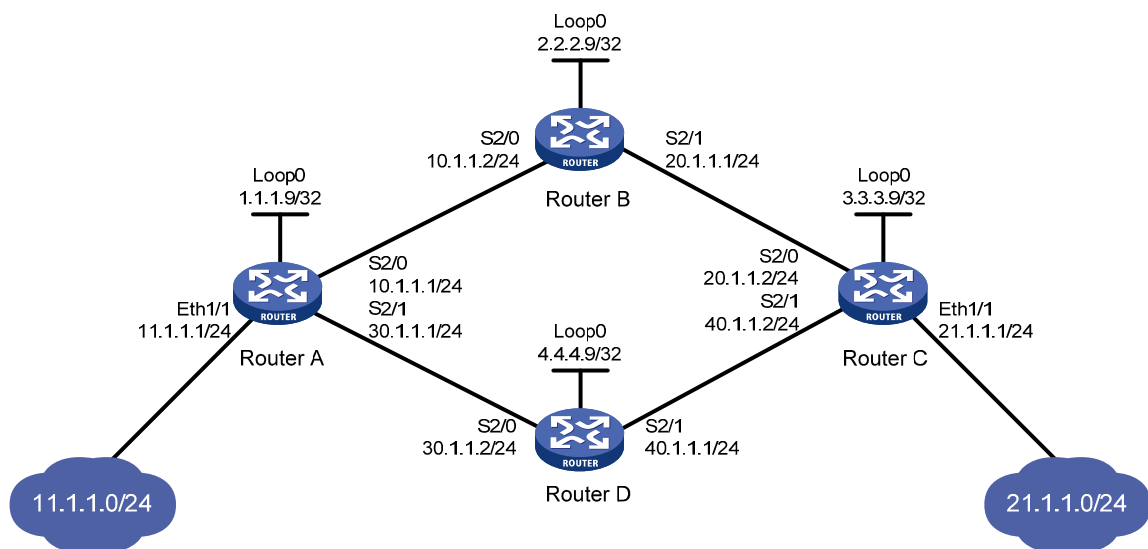 Loop0
2.2.2.9/32
S2/0
10.1.1.2/24
S2/1
20.1.1.1/24
ROUTER
Router B
Loop0
1.1.1.9/32
Loop0
3.3.3.9/32
S2/0
10.1.1.1/24
S2/1
30.1.1.1/24
Eth1/1
11.1.1.1/24
ROUTER
Router A
S2/0
20.1.1.2/24
S2/1
40.1.1.2/24
ROUTER
Eth1/1
21.1.1.1/24
Router C
Loop0
4.4.4.9/32
S2/0
30.1.1.2/24
S2/1
40.1.1.1/24
ROUTER
Router D
11.1.1.0/24
21.1.1.0/24